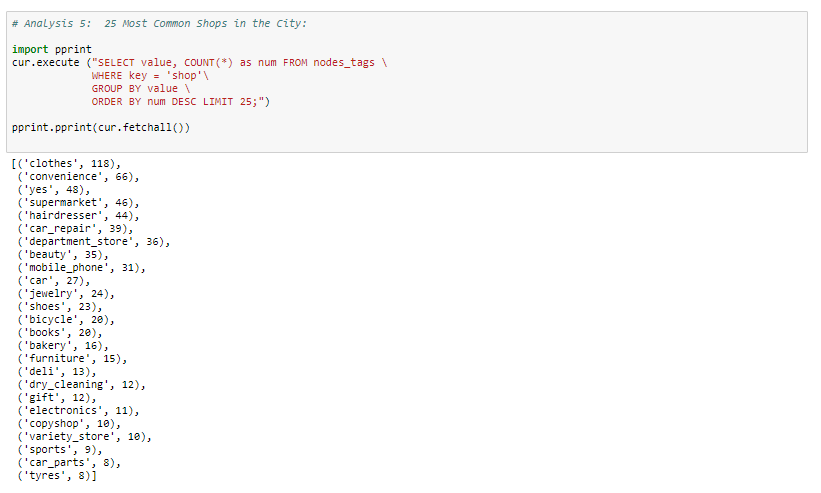 # Analysis 5:  25 Most Common Shops in the City:
import pprint
cur.execute ("SELECT value, COUNT(*) as num FROM nodes_tags \
WHERE key = 'shop'\
GROUP BY value \
ORDER BY num DESC LIMIT 25;")
pprint.pprint(cur.fetchall())
[('clothes', 118),
('convenience', 66),
('yes', 48),
('supermarket', 46),
('hairdresser', 44),
('car_repair', 39),
('department_store', 36),
('beauty', 35),
('mobile_phone', 31),
('car', 27),
('jewelry', 24),
('shoes', 23),
('bicycle', 20),
('books', 20),
('bakery', 16),
('furniture', 15),
('deli', 13),
('dry_cleaning', 12),
('gift', 12),
('electronics', 11),
('copyshop', 10),
('variety_store', 10),
('sports', 9),
('car_parts', 8),
('tyres', 8)]